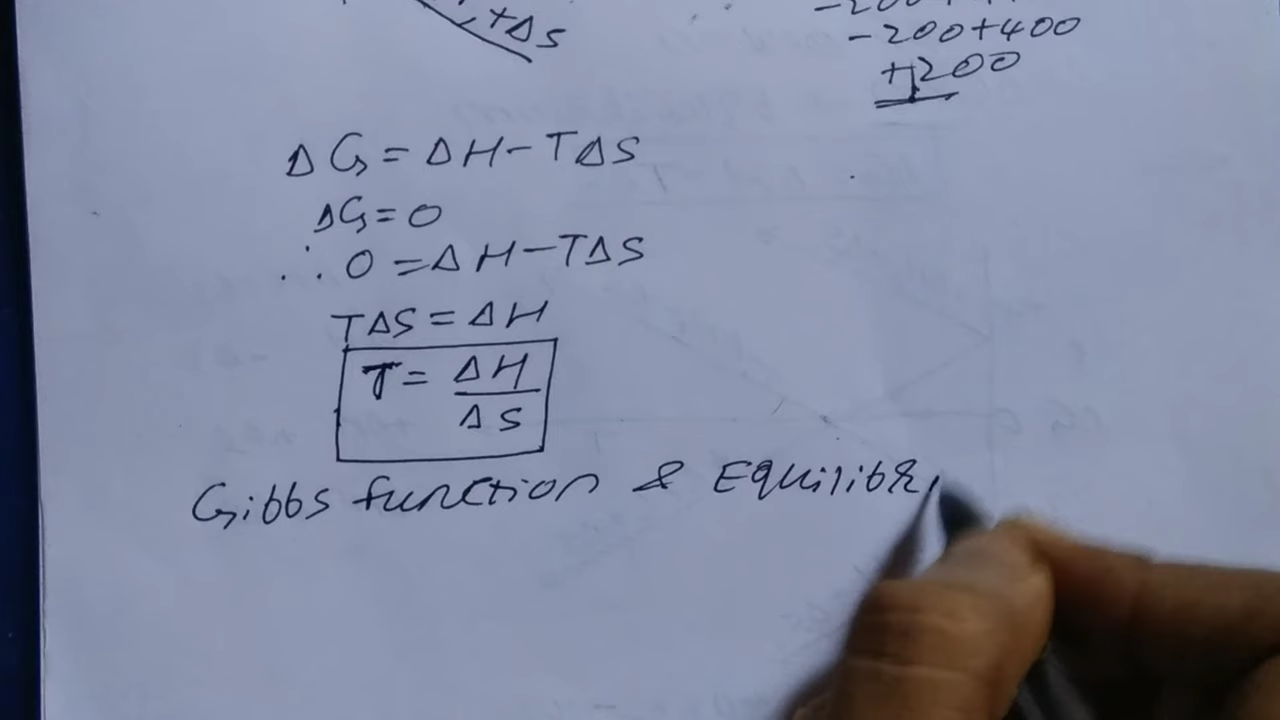 +ΔS
-200+400
+200
ΔG = ΔH - TΔS
ΔG = 0
∴ 0 = ΔH - TΔS
TΔS = ΔH
T = ΔH / ΔS
Gibbs function & Equilibr